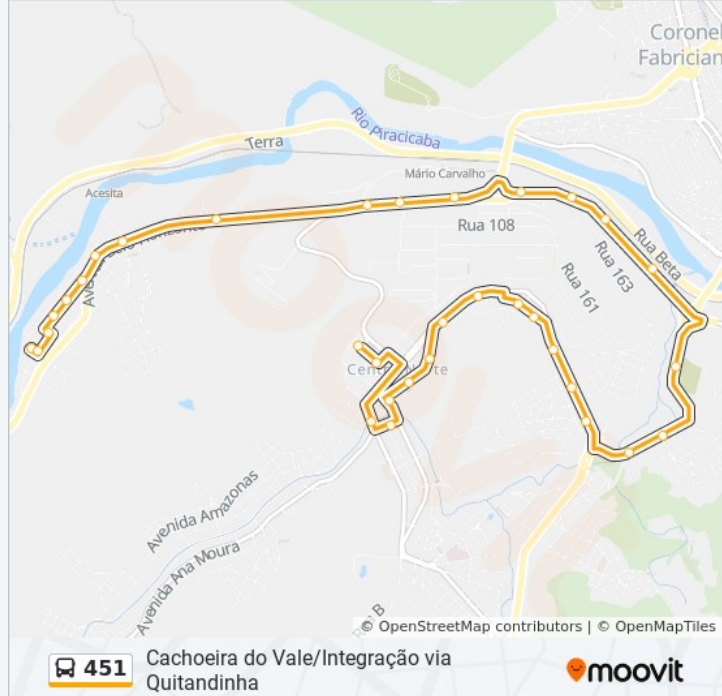 Coronel
Fabrician
Rio Piracicaba
Terra
Mário Carvalho
Acesita
Rua 108
Rua Beta
Rua 163
Rua 161
Centro Norte
Avenida Amazonas
Avenida Ana Moura
© OpenStreetMap contributors | © OpenMapTiles
451
Cachoeira do Vale/Integração via
Quitandinha
moovit